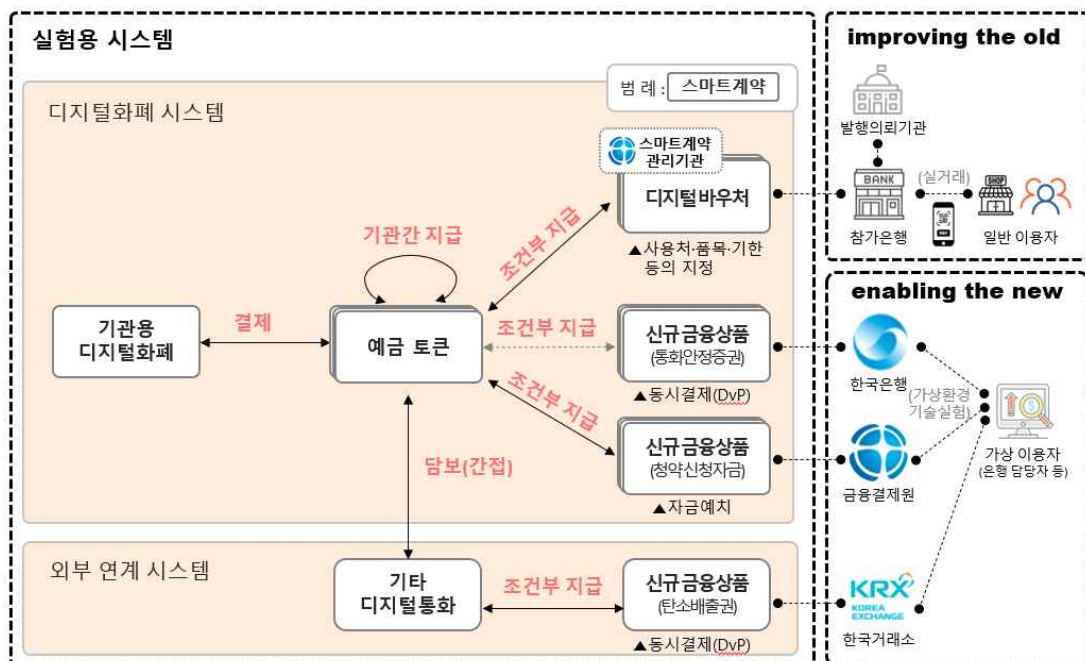 실험용 시스템
범 례 : 스마트계약
디지털화폐 시스템
스마트계약
관리기관
디지털바우처
▲사용처·품목·기한
등의 지정
기관간 지급
조건부 지급
기관용
디지털화폐
결제
예금 토큰
조건부 지급
신규금융상품
(통화안정증권)
▲동시결제(DvP)
조건부 지급
신규금융상품
(청약신청자금)
▲자금예치
담보(간접)
외부 연계 시스템
기타
디지털통화
조건부 지급
신규금융상품
(탄소배출권)
▲동시결제(DvP)
improving the old
발행의뢰기관
BANK
참가은행
(실거래)
SHOP
일반 이용자
enabling the new
한국은행
(가상환경
기술실험)
가상 이용자
(은행 담당자 등)
금융결제원
KRX
KOREA
EXCHANGE
한국거래소